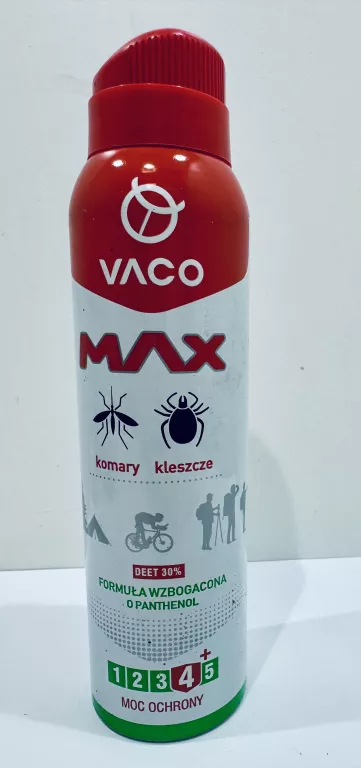 VACO
MAX
komary kleszcze
DEET 30%
FORMUŁA WZBOGACONA
O PANTHENOL
1 2 3 4+ 5
MOC OCHRONY